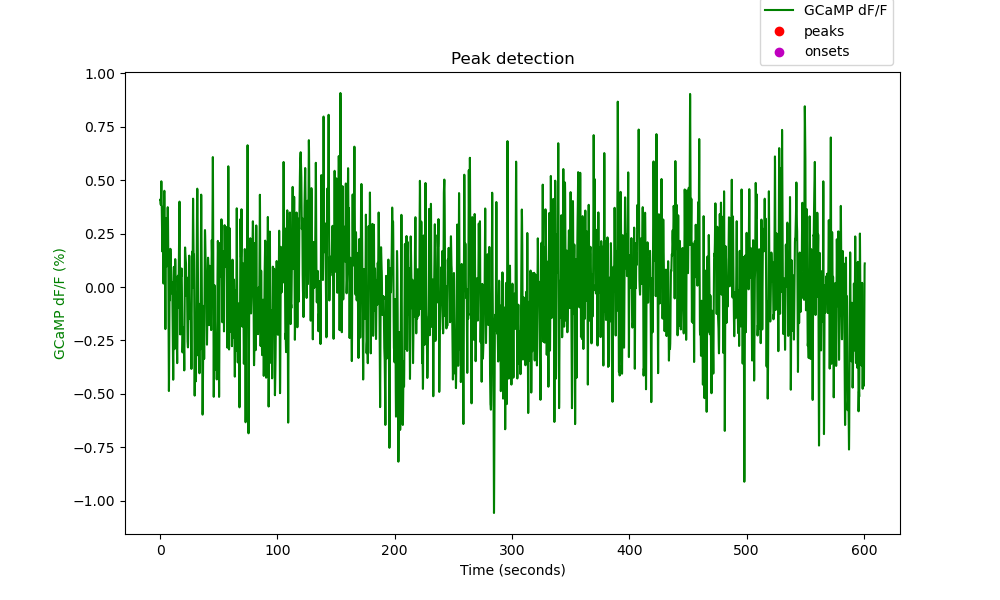 GCaMP dF/F
peaks
onsets
Peak detection
1.00
0.75
0.50
0.25
0.00
−0.25
−0.50
−0.75
−1.00
GCaMP dF/F (%)
0 100 200 300 400 500 600
Time (seconds)